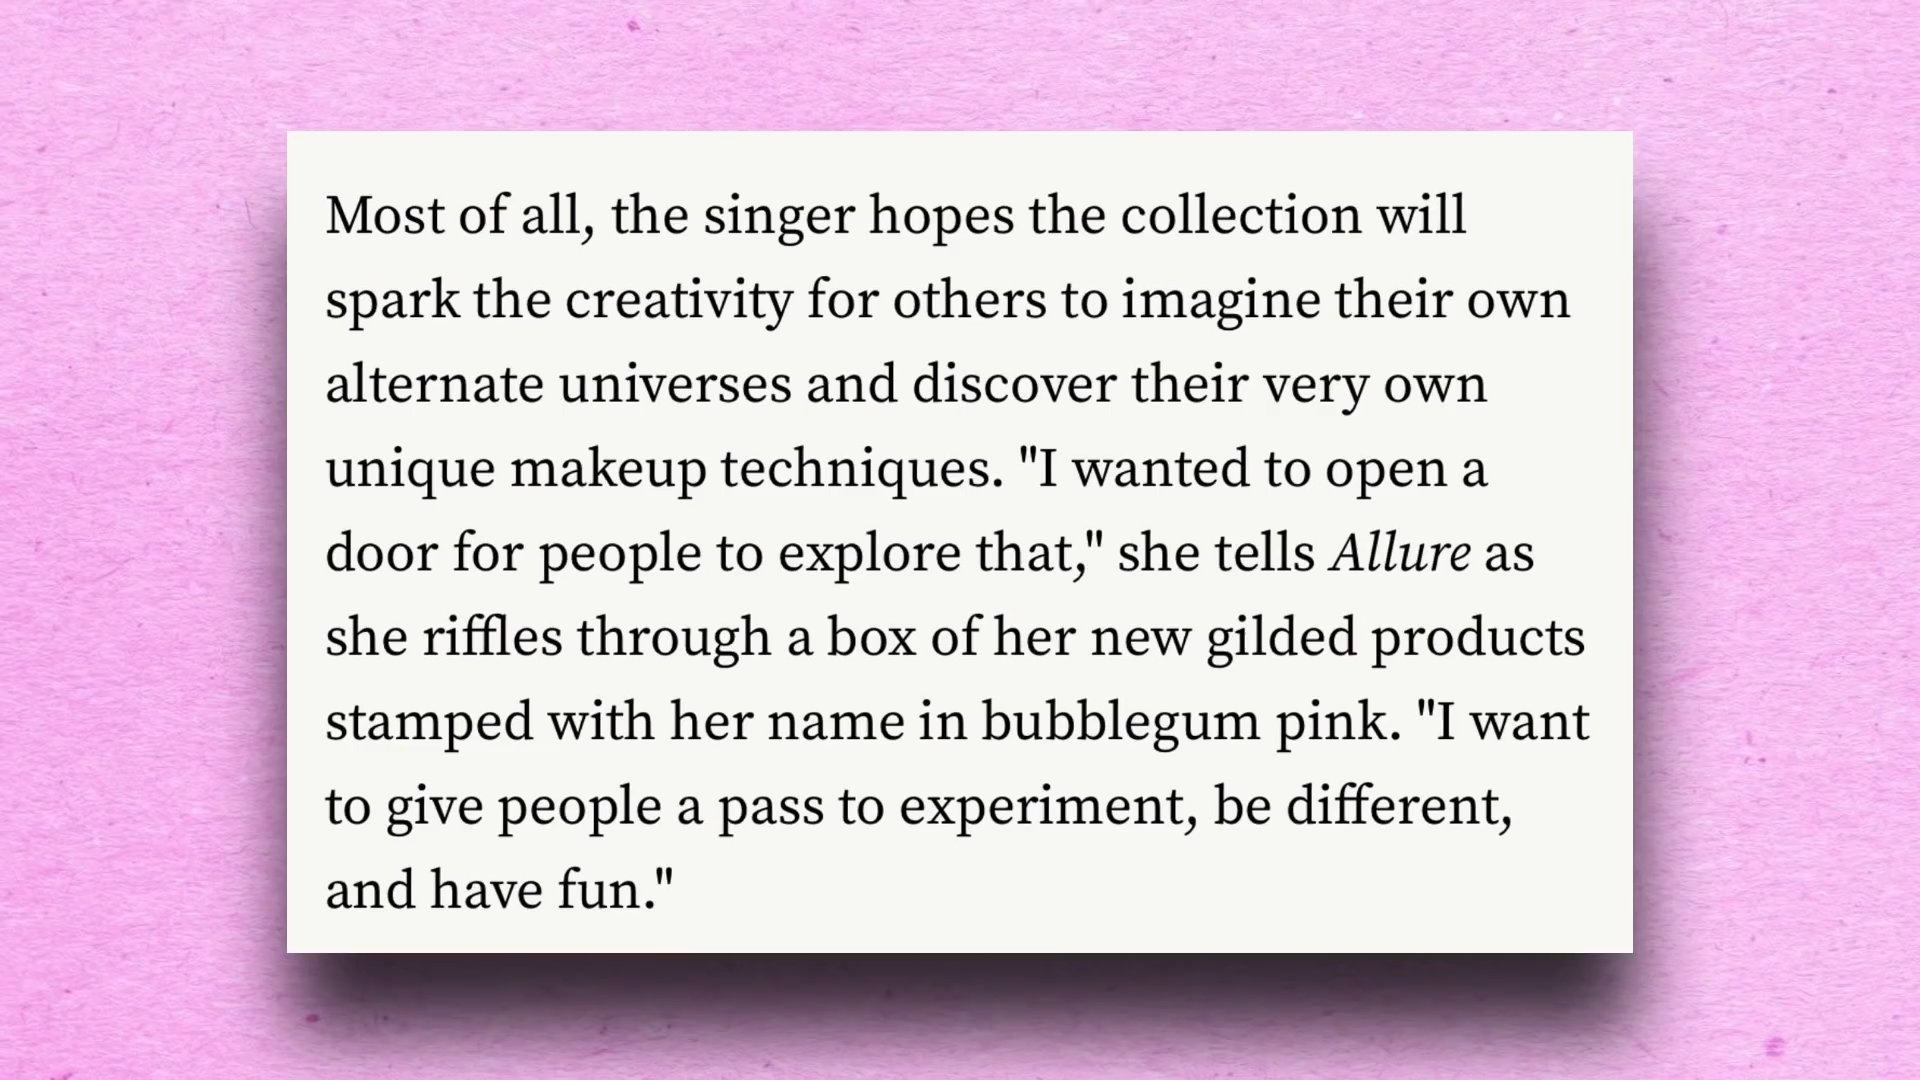 Most of all, the singer hopes the collection will
spark the creativity for others to imagine their own
alternate universes and discover their very own
unique makeup techniques. "I wanted to open a
door for people to explore that," she tells Allure as
she riffles through a box of her new gilded products
stamped with her name in bubblegum pink. "I want
to give people a pass to experiment, be different,
and have fun."